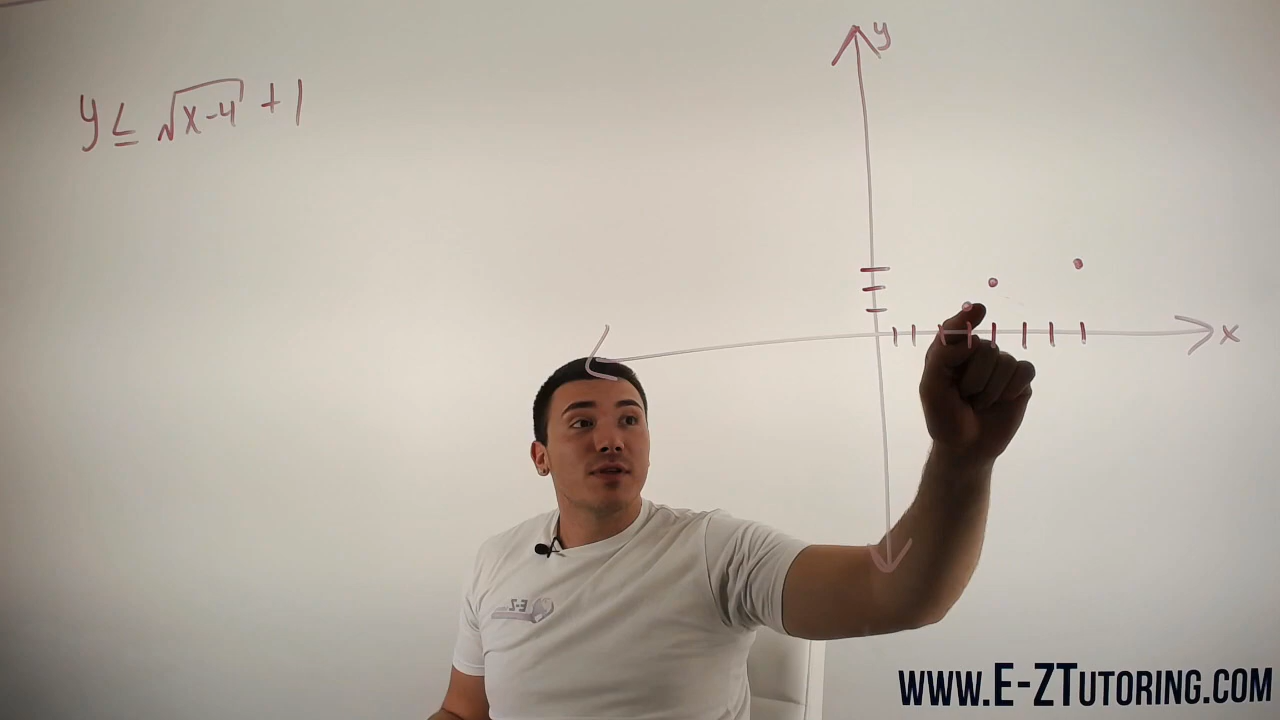 y ≤ √x-4 + 1
y
x
E-Z
WWW.E-ZTUTORING.COM